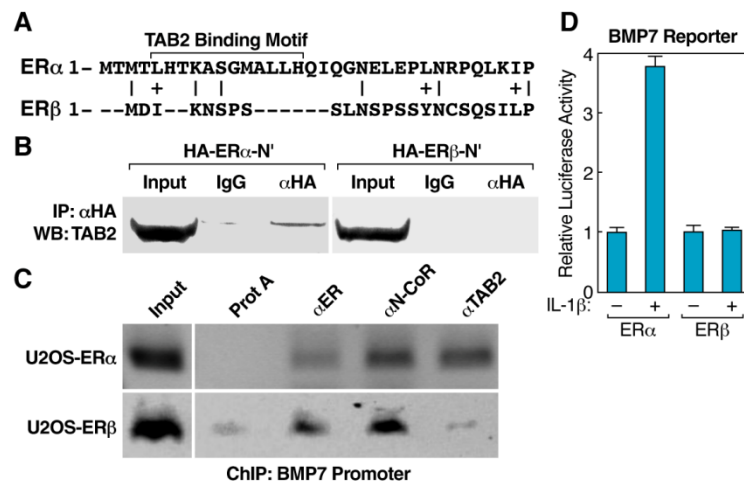 A
TAB2 Binding Motif
ERα 1– MTMTLHTKASGMALLHQIQGNELEPLNRPQLKIP
| + | | | +| +|
ERβ 1– --MDI--KNSPS------SLNSPSSYNCSQSILP
B
HA-ERα-N' HA-ERβ-N'
Input IgG αHA Input IgG αHA
IP: αHA
WB: TAB2
C
Input Prot A αER αN-CoR αTAB2
U2OS-ERα
U2OS-ERβ
ChIP: BMP7 Promoter
D
BMP7 Reporter
Relative Luciferase Activity
4
3
2
1
0
IL-1β: – + – +
ERα ERβ